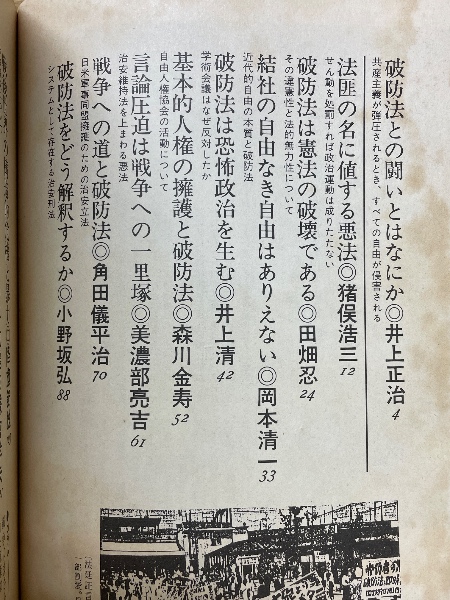 破防法との闘いとはなにか◎井上正治 4
共産主義が弾圧されるとき、すべての自由が侵害される
法匪の名に値する悪法◎猪俣浩三 12
せん動を処罰すれば政治運動は成りたたない
破防法は憲法の破壊である◎田畑忍 24
その違憲性と法的無力性について
結社の自由なき自由はありえない◎岡本清一 33
近代的自由の本質と破防法
破防法は恐怖政治を生む◎井上清 42
学術会議はなぜ反対したか
基本的人権の擁護と破防法◎森川金寿 52
自由人権協会の活動について
言論圧迫は戦争への一里塚◎美濃部亮吉 61
治安維持法を上まわる悪法
戦争への道と破防法◎角田儀平治 70
日米軍事同盟擁護のための治安立法
破防法をどう解釈するか◎小野坂弘 88
システムとして存在する治安刑法